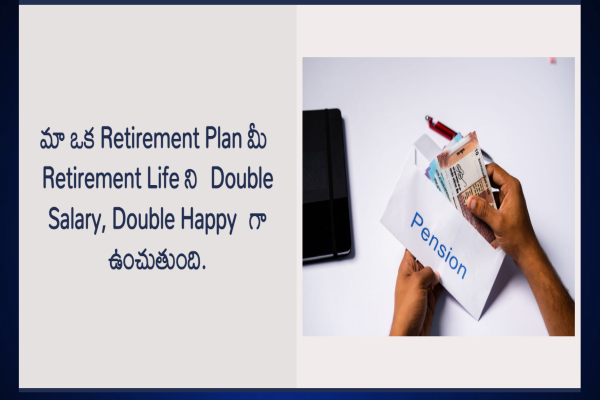 మా ఒక Retirement Plan మీ
Retirement Life ని Double
Salary, Double Happy గా
ఉంచుతుంది.
Pension